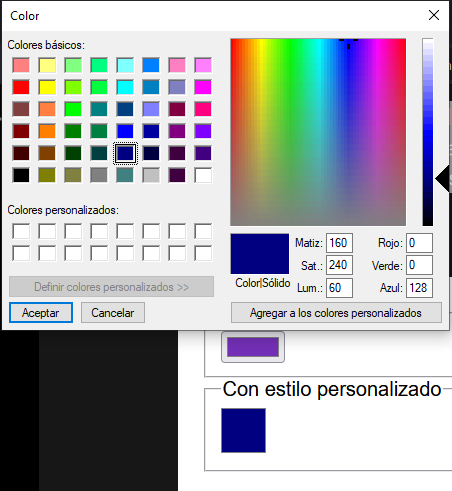 Color
Colores básicos:
Colores personalizados:
Definir colores personalizados >>
Aceptar
Cancelar
Color|Sólido
Matiz: 160
Sat.: 240
Lum.: 60
Rojo: 0
Verde: 0
Azul: 128
Agregar a los colores personalizados
Con estilo personalizado